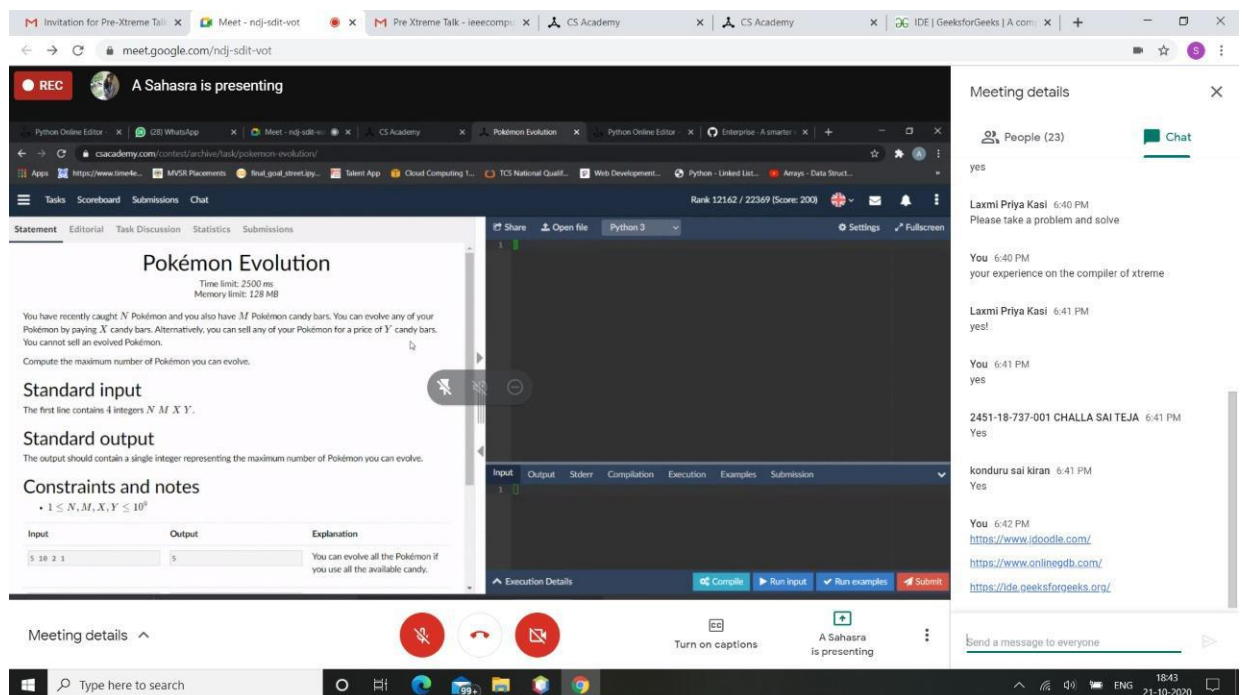 Invitation for Pre-Xtreme Tal
Meet - ndj-sdit-vot
Pre Xtreme Talk - ieeecompu
CS Academy
CS Academy
IDE | GeeksforGeeks | A com
meet.google.com/ndj-sdit-vot
S
REC
A Sahasra is presenting
Python Online Editor -
(28) WhatsApp
CS Academy
Pokémon Evolution
Python Online Editor -
Enterprise - A smarter
csacademy.com/contest/archive/task/pokemon-evolution/
Apps
https://www.time4e...
MVSR Placements
final_goal_street.ipy...
Talent App
Cloud Computing 1...
TCS National Qualif...
Web Development...
Python - Linked List...
Arrays - Data Struct...
Tasks Scoreboard Submissions Chat
Rank 12162 / 22369 (Score: 200)
Statement Editorial Task Discussion Statistics Submissions
Share Open file Python 3 Settings Fullscreen
1
Pokémon Evolution
Time limit: 2500 ms
Memory limit: 128 MB
You have recently caught N Pokémon and you also have M Pokémon candy bars. You can evolve any of your
Pokémon by paying X candy bars. Alternatively, you can sell any of your Pokémon for a price of Y candy bars.
You cannot sell an evolved Pokémon.
Compute the maximum number of Pokémon you can evolve.
Standard input
The first line contains 4 integers N M X Y.
Standard output
The output should contain a single integer representing the maximum number of Pokémon you can evolve.
Constraints and notes
• 1 ≤ N, M, X, Y ≤ 10⁹
Input Output Explanation
5 10 2 1
5
You can evolve all the Pokémon if
you use all the available candy.
Input Output Stderr Compilation Execution Examples Submission
1
Execution Details
Compile Run input Run examples Submit
Meeting details
People (23)
Chat
yes
Laxmi Priya Kasi 6:40 PM
Please take a problem and solve
You 6:40 PM
your experience on the compiler of xtreme
Laxmi Priya Kasi 6:41 PM
yes!
You 6:41 PM
yes
2451-18-737-001 CHALLA SAI TEJA 6:41 PM
Yes
konduru sai kiran 6:41 PM
Yes
You 6:42 PM
https://www.jdoodle.com/
https://www.onlinegdb.com/
https://ide.geeksforgeeks.org/
Send a message to everyone
Meeting details
Turn on captions
A Sahasra
is presenting
Type here to search
99+
ENG
18:43
21-10-2020